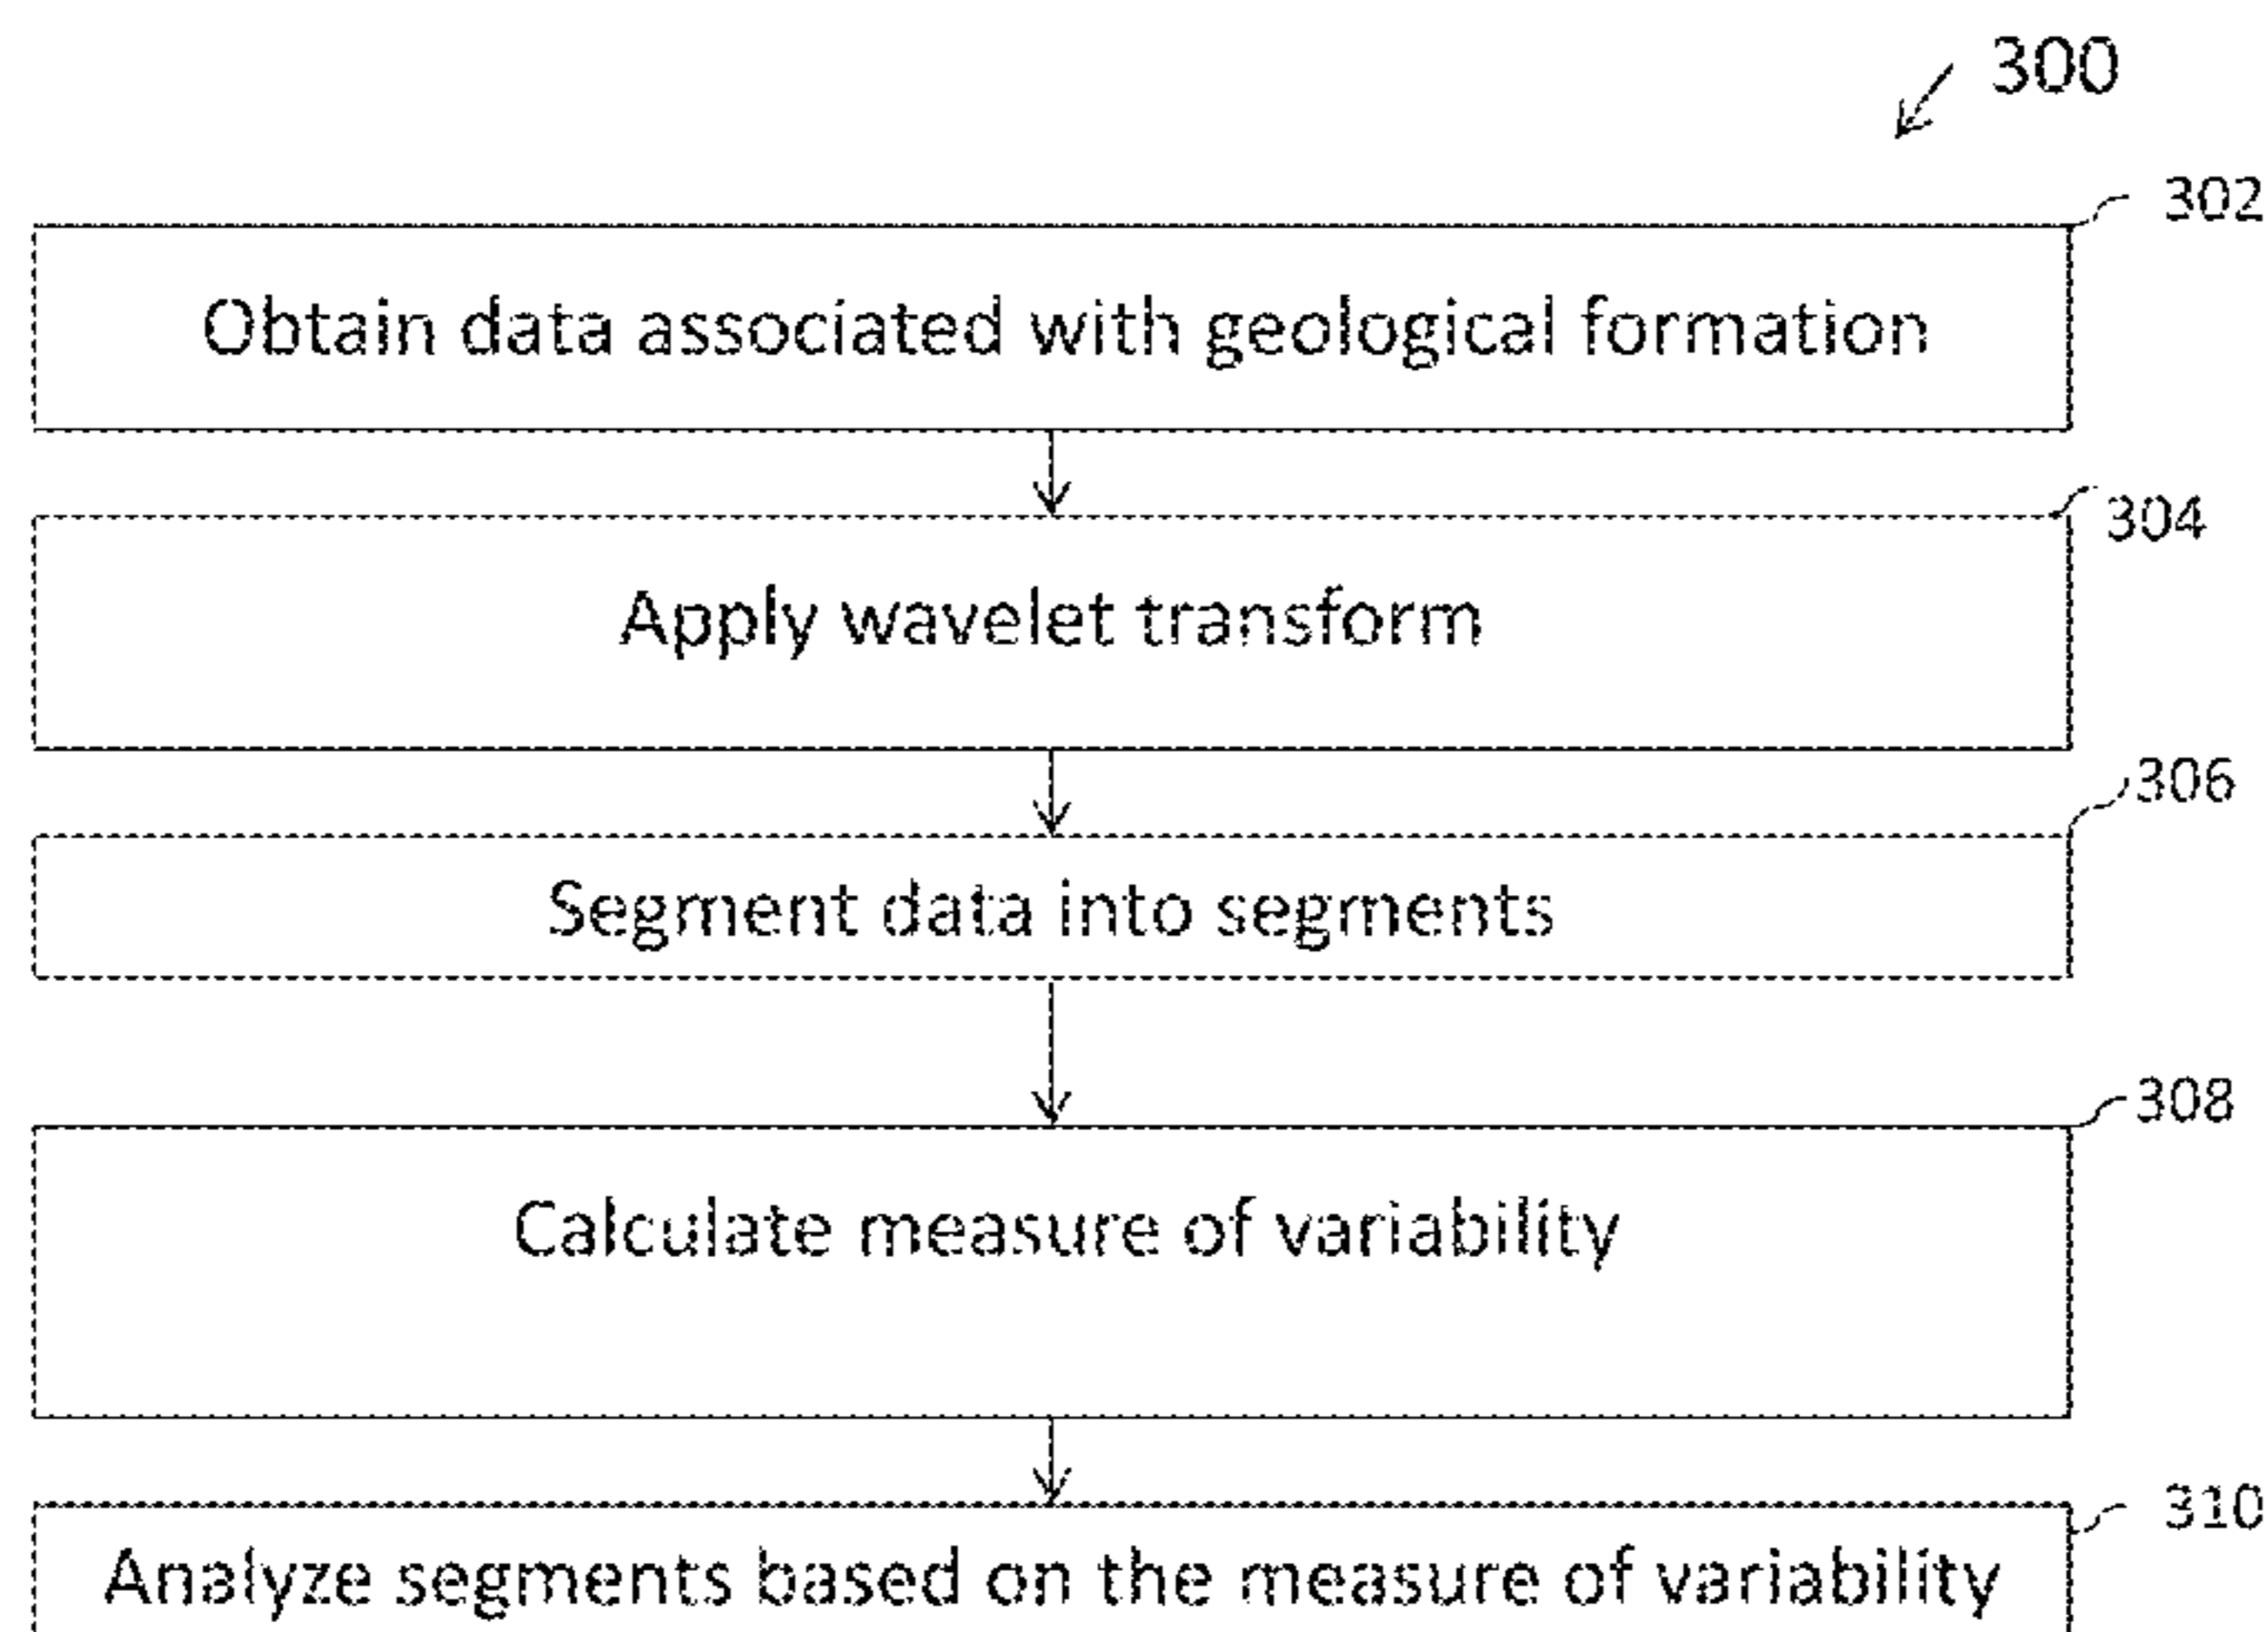 300
302
Obtain data associated with geological formation
304
Apply wavelet transform
306
Segment data into segments
308
Calculate measure of variability
310
Analyze segments based on the measure of variability